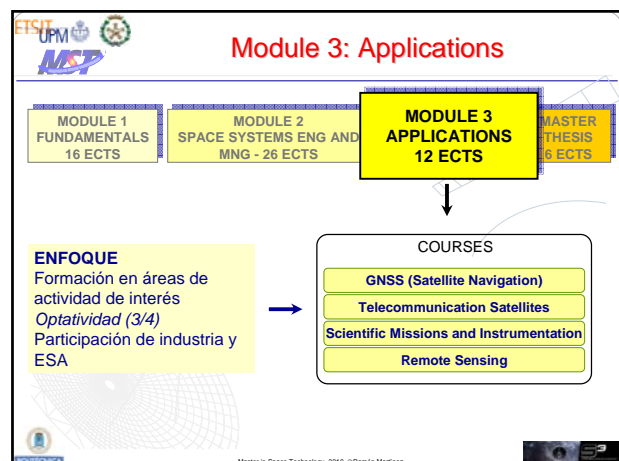 ETSIT
UPM
MST
Module 3: Applications
MODULE 1
FUNDAMENTALS
16 ECTS
MODULE 2
SPACE SYSTEMS ENG AND
MNG - 26 ECTS
MODULE 3
APPLICATIONS
12 ECTS
MASTER
THESIS
6 ECTS
ENFOQUE
Formación en áreas de
actividad de interés
Optatividad (3/4)
Participación de industria y
ESA
COURSES
GNSS (Satellite Navigation)
Telecommunication Satellites
Scientific Missions and Instrumentation
Remote Sensing